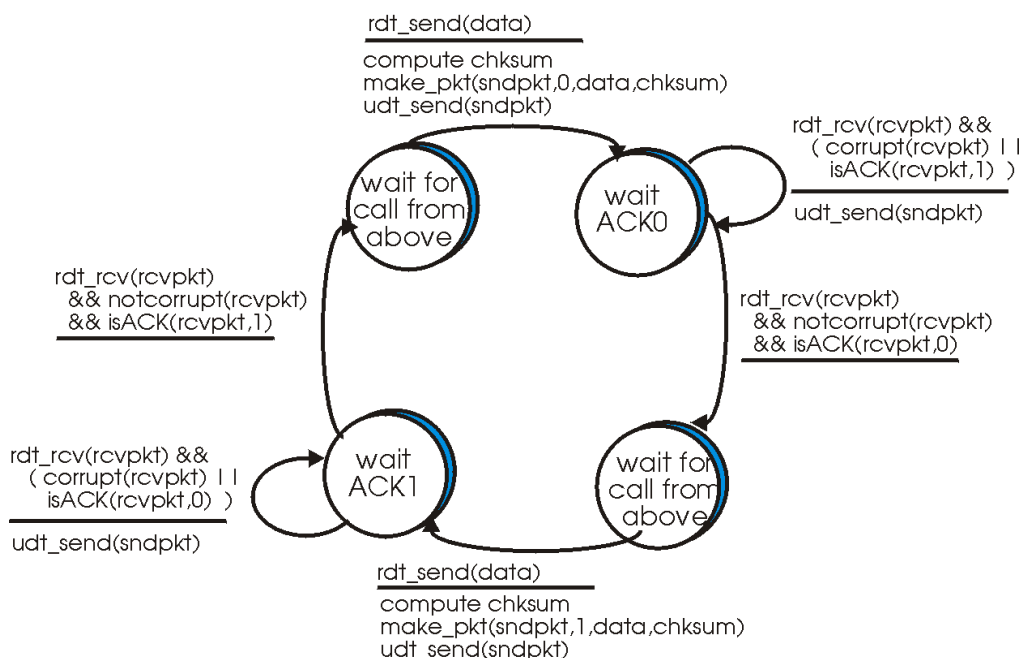 rdt_send(data)
compute chksum
make_pkt(sndpkt,0,data,chksum)
udt_send(sndpkt)
rdt_rcv(rcvpkt) &&
( corrupt(rcvpkt) ||
isACK(rcvpkt,1) )
udt_send(sndpkt)
wait for
call from
above
wait
ACK0
rdt_rcv(rcvpkt)
&& notcorrupt(rcvpkt)
&& isACK(rcvpkt,1)
rdt_rcv(rcvpkt)
&& notcorrupt(rcvpkt)
&& isACK(rcvpkt,0)
rdt_rcv(rcvpkt) &&
( corrupt(rcvpkt) ||
isACK(rcvpkt,0) )
udt_send(sndpkt)
wait
ACK1
wait for
call from
above
rdt_send(data)
compute chksum
make_pkt(sndpkt,1,data,chksum)
udt_send(sndpkt)